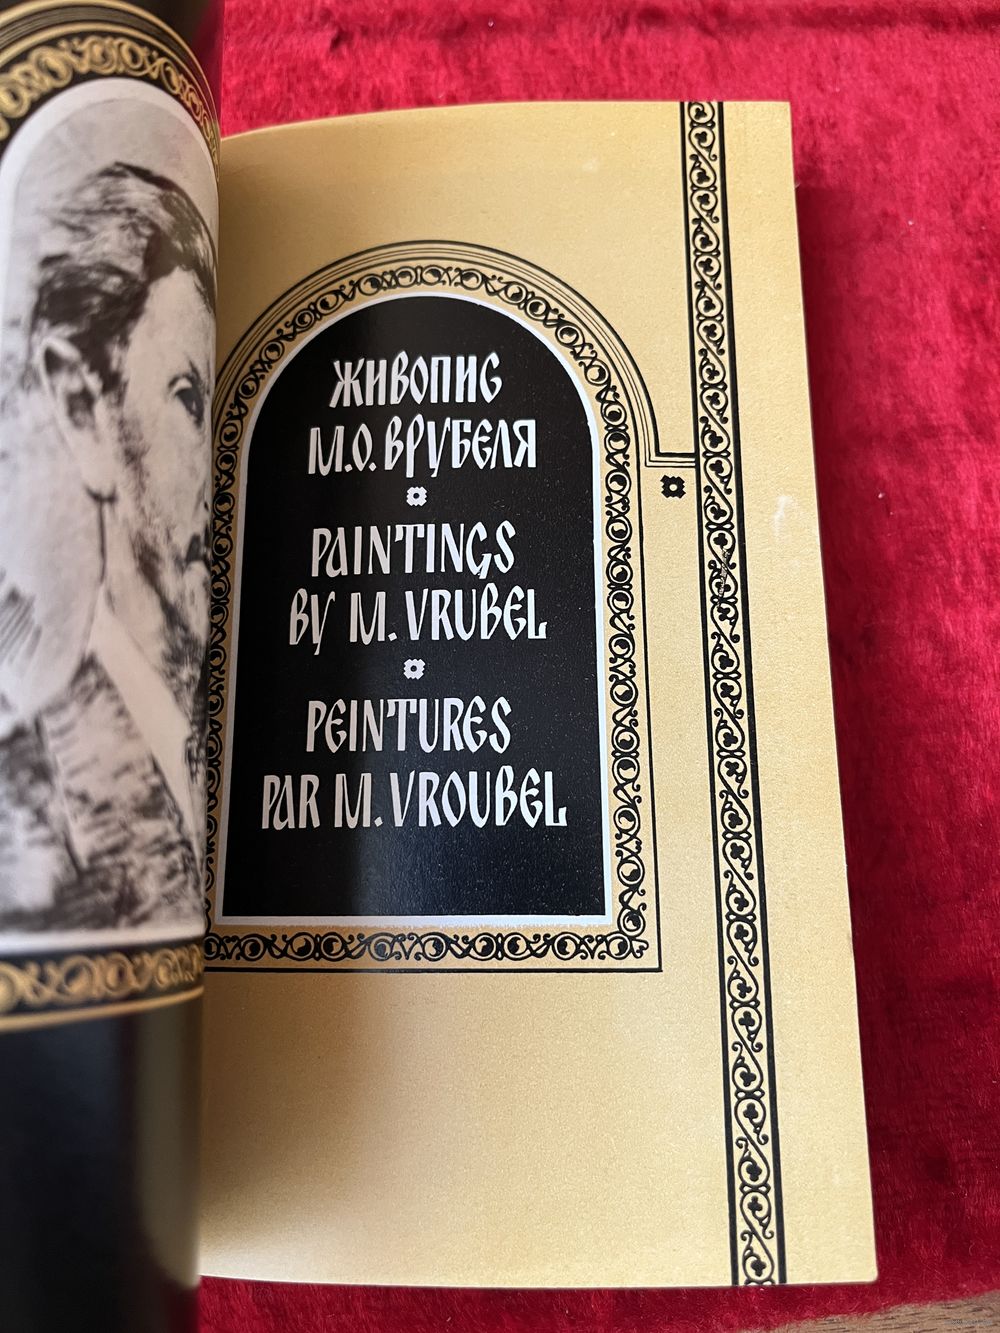 ЖИВОПИС
М.О. ВРУБЕЛЯ
PAINTINGS
BY M. VRUBEL
PEINTURES
PAR M. VROUBEL